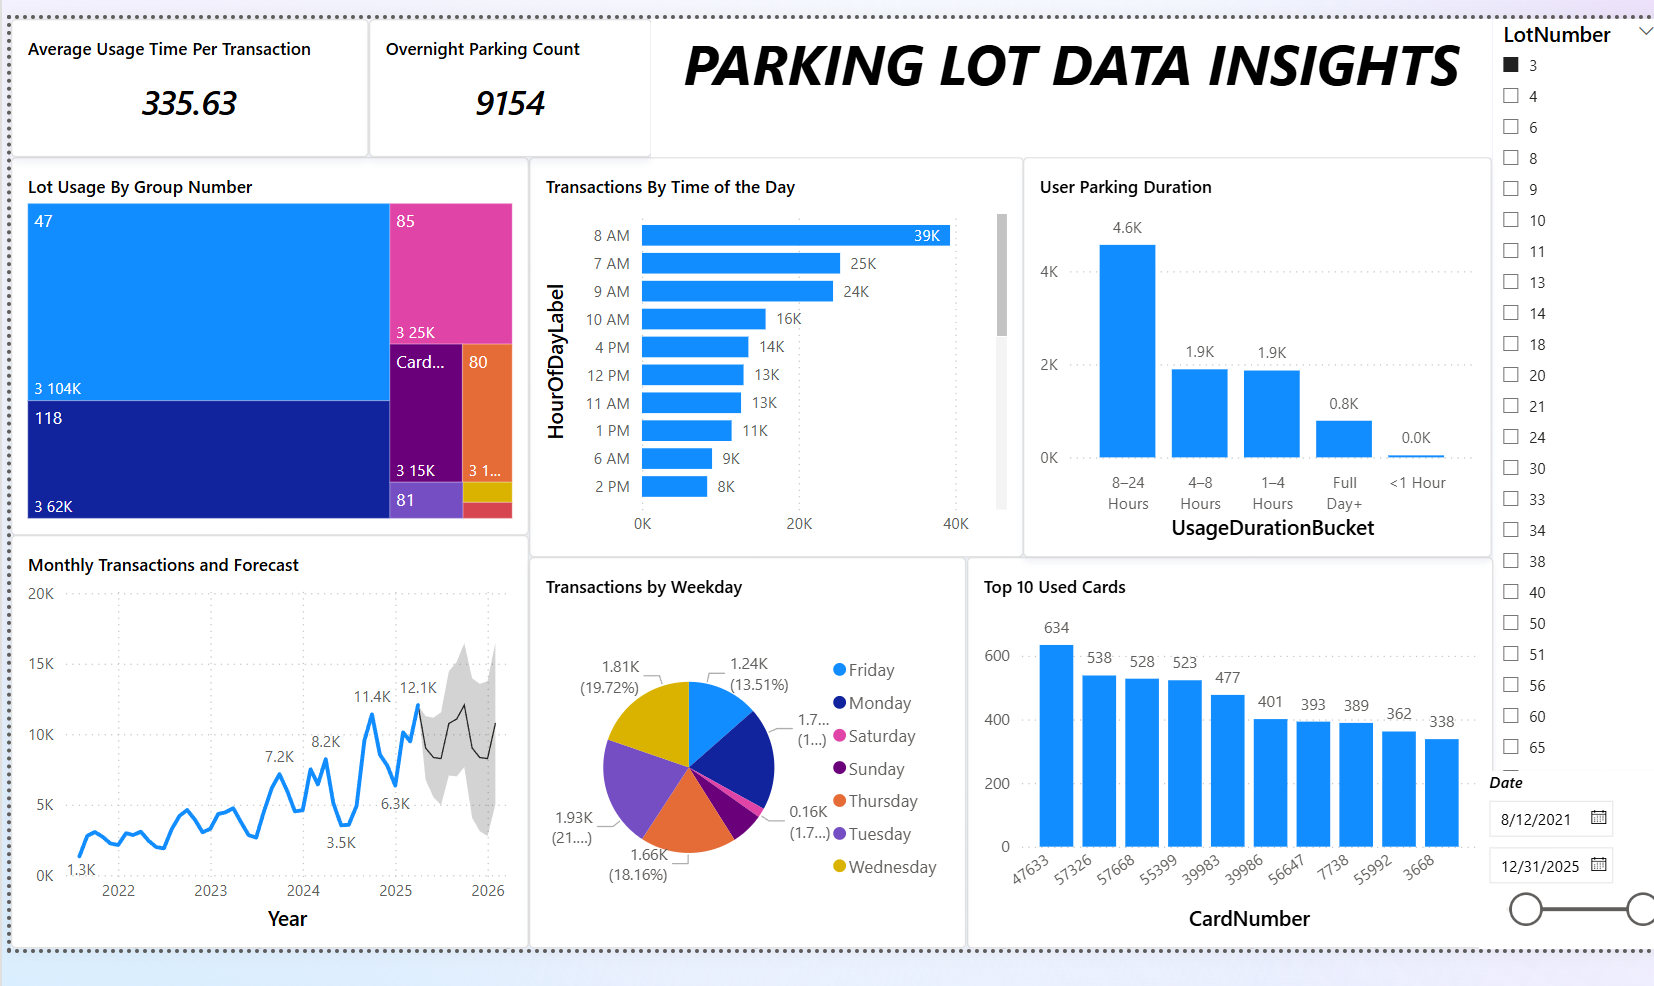 Average Usage Time Per Transaction
335.63
Overnight Parking Count
9154
PARKING LOT DATA INSIGHTS
LotNumber
3
4
6
8
9
10
11
13
14
18
20
21
24
30
33
34
38
40
50
51
56
60
65
Date
8/12/2021
12/31/2025
Lot Usage By Group Number
47
3 104K
118
3 62K
85
3 25K
Card...
3 15K
80
3 1...
81
Transactions By Time of the Day
HourOfDayLabel
8 AM 39K
7 AM 25K
9 AM 24K
10 AM 16K
4 PM 14K
12 PM 13K
11 AM 13K
1 PM 11K
6 AM 9K
2 PM 8K
0K 20K 40K
User Parking Duration
4K
2K
0K
4.6K
1.9K
1.9K
0.8K
0.0K
8–24 Hours
4–8 Hours
1–4 Hours
Full Day+
<1 Hour
UsageDurationBucket
Monthly Transactions and Forecast
20K
15K
10K
5K
0K
1.3K
7.2K
8.2K
3.5K
11.4K
6.3K
12.1K
2022 2023 2024 2025 2026
Year
Transactions by Weekday
1.24K
(13.51%)
1.7...
(1...)
0.16K
(1.7...)
1.66K
(18.16%)
1.93K
(21....)
1.81K
(19.72%)
Friday
Monday
Saturday
Sunday
Thursday
Tuesday
Wednesday
Top 10 Used Cards
600
400
200
0
634
538
528
523
477
401
393
389
362
338
47633
57326
57668
55399
39983
39986
56647
7738
55992
3668
CardNumber